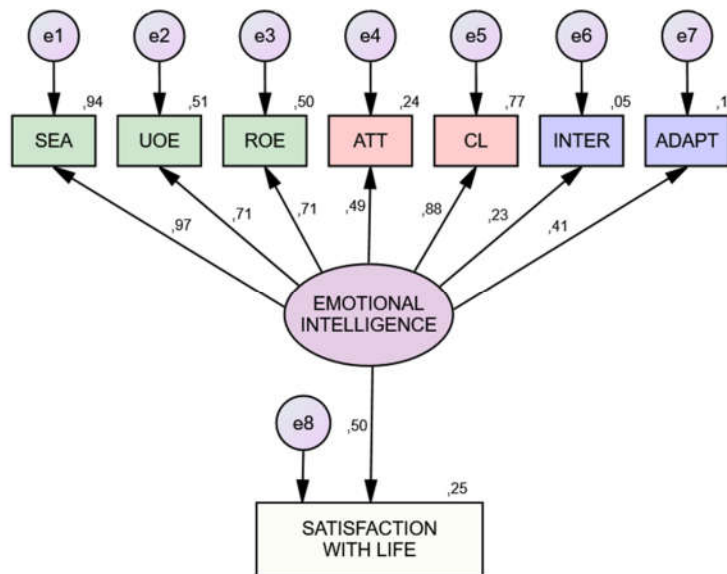 e1 e2 e3 e4 e5 e6 e7
,94 ,51 ,50 ,24 ,77 ,05 ,1
SEA UOE ROE ATT CL INTER ADAPT
,97 ,71 ,71 ,49 ,88 ,23 ,41
EMOTIONAL
INTELLIGENCE
e8 ,50
,25
SATISFACTION
WITH LIFE